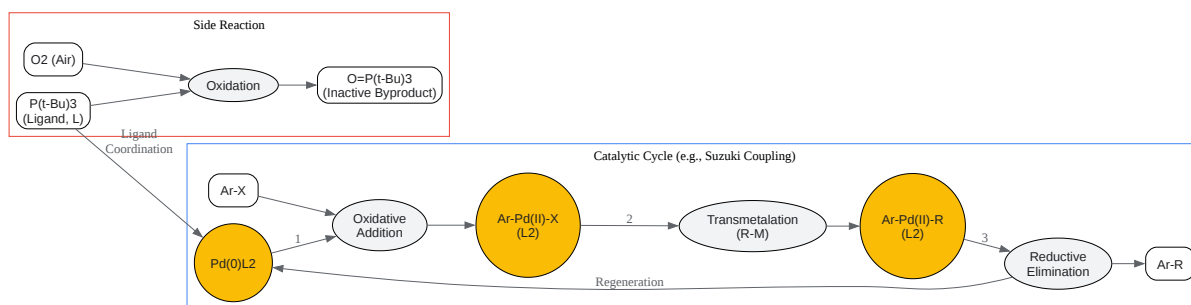 Side Reaction
O2 (Air)
P(t-Bu)3
(Ligand, L)
Oxidation
O=P(t-Bu)3
(Inactive Byproduct)
Ligand
Coordination
Catalytic Cycle (e.g., Suzuki Coupling)
Ar-X
Pd(0)L2
1
Oxidative
Addition
Ar-Pd(II)-X
(L2)
2
Transmetalation
(R-M)
Ar-Pd(II)-R
(L2)
3
Reductive
Elimination
Ar-R
Regeneration